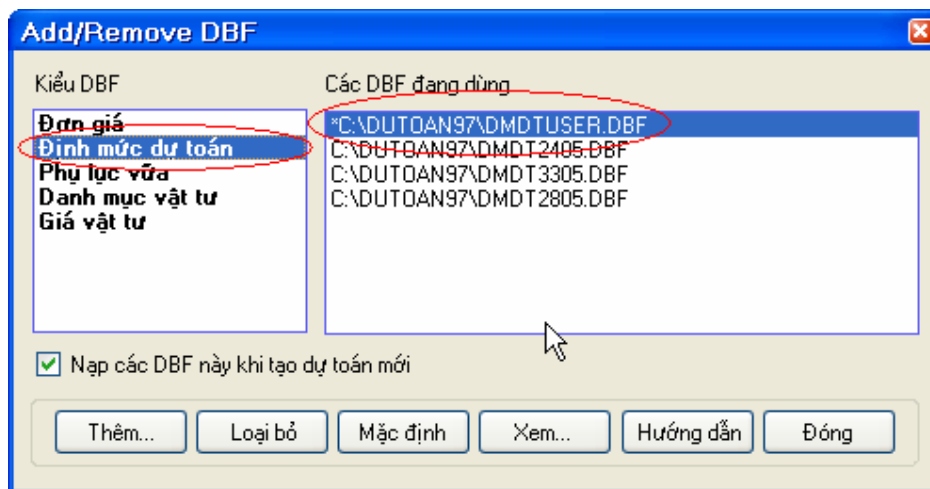 Add/Remove DBF
Kiểu DBF
Các DBF đang dùng
Đơn giá
Định mức dự toán
Phụ lục vữa
Danh mục vật tư
Giá vật tư
*C:\DUTOAN97\DMDTUSER.DBF
C:\DUTOAN97\DMDT2405.DBF
C:\DUTOAN97\DMDT3305.DBF
C:\DUTOAN97\DMDT2805.DBF
Nạp các DBF này khi tạo dự toán mới
Thêm... Loại bỏ Mặc định Xem... Hướng dẫn Đóng